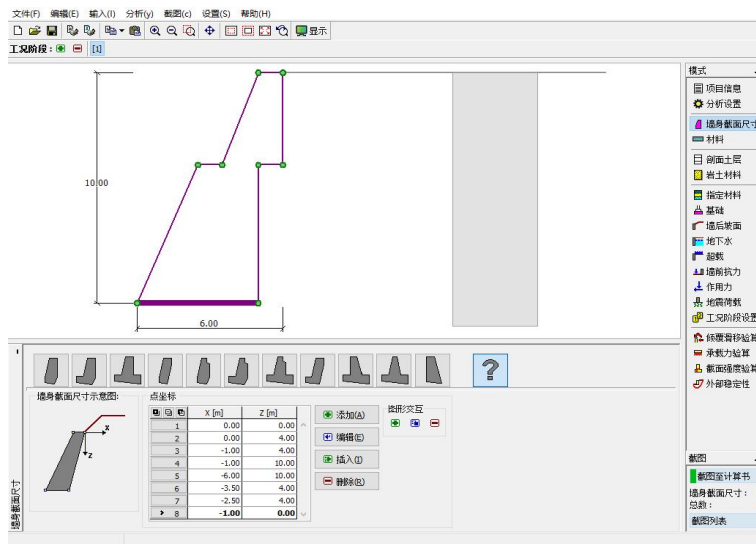 文件(F) 编辑(E) 输入(I) 分析(y) 截图(c) 设置(S) 帮助(H)
显示
工况阶段: [1]
10.00
6.00
模式
项目信息
分析设置
墙身截面尺寸
材料
剖面土层
岩土材料
指定材料
基础
墙后坡面
地下水
超载
墙前抗力
作用力
地震荷载
工况阶段设置
倾覆滑移验算
承载力验算
截面强度验算
外部稳定性
截图
截图至计算书
墙身截面尺寸:
总数:
截图列表
墙身截面尺寸
墙身截面尺寸示意图:
x
z
点坐标
X [m] Z [m]
1 0.00 0.00
2 0.00 4.00
3 -1.00 4.00
4 -1.00 10.00
5 -6.00 10.00
6 -3.50 4.00
7 -2.50 4.00
8 -1.00 0.00
添加(A)
编辑(E)
插入(I)
删除(R)
图形交互
?